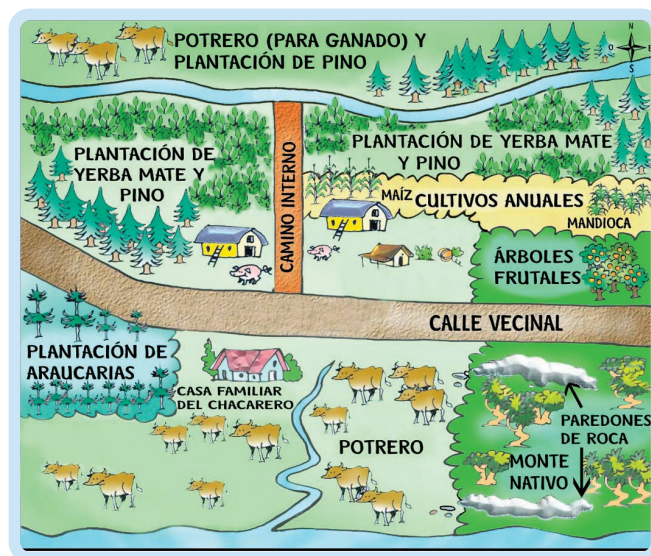 POTRERO (PARA GANADO) Y
PLANTACIÓN DE PINO
N
O
E
S
PLANTACIÓN DE
YERBA MATE Y
PINO
CAMINO INTERNO
PLANTACIÓN DE YERBA MATE
Y PINO
MAÍZ
CULTIVOS ANUALES
MANDIOCA
ÁRBOLES
FRUTALES
CALLE VECINAL
PLANTACIÓN DE
ARAUCARIAS
CASA FAMILIAR
DEL CHACARERO
POTRERO
PAREDONES
DE ROCA
MONTE
NATIVO